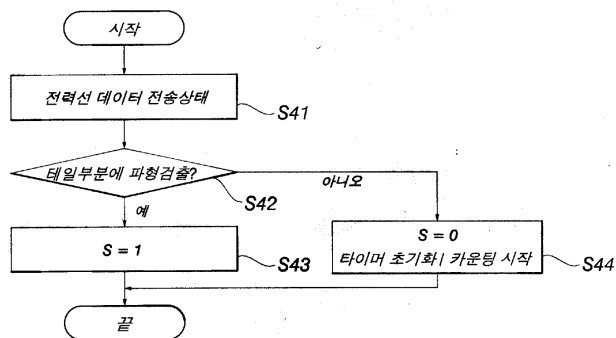 시작
전력선 데이터 전송상태
S41
테일부분에 파형검출?
S42
아니오
예
S = 1
S43
S = 0
타이머 초기화| 카운팅 시작
S44
끝